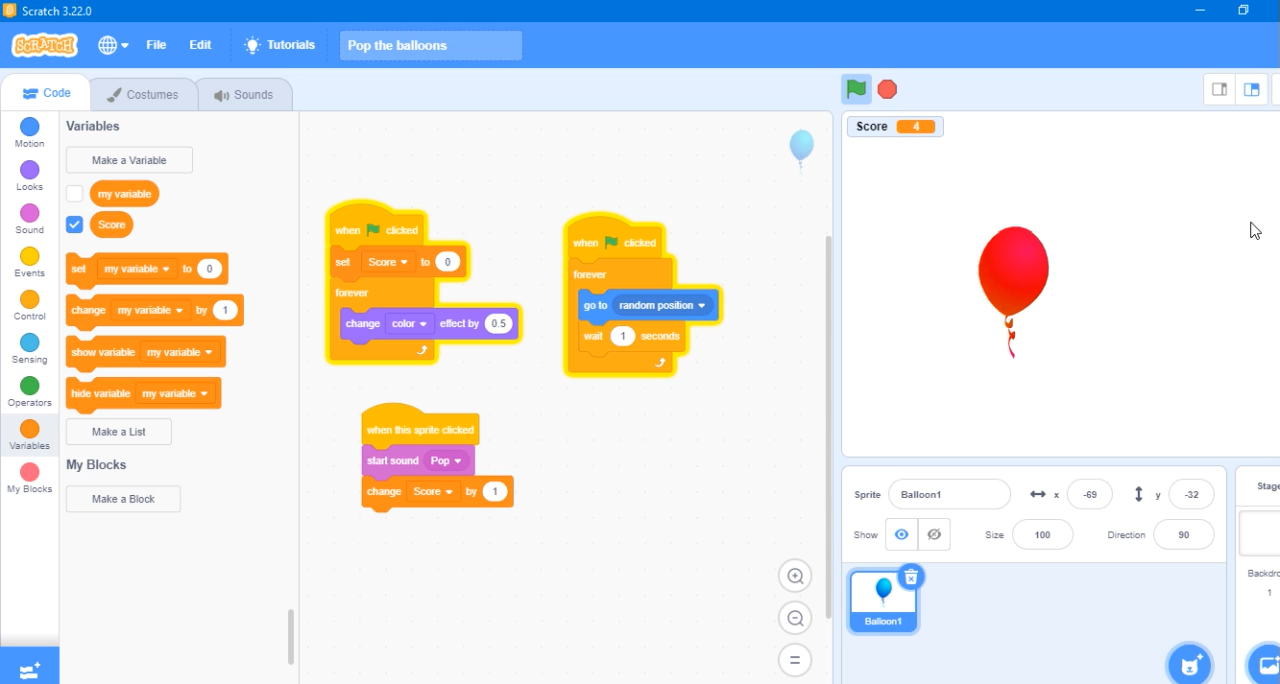 Scratch 3.22.0
SCRATCH
File
Edit
Tutorials
Pop the balloons
Code
Costumes
Sounds
Motion
Looks
Sound
Events
Control
Sensing
Operators
Variables
My Blocks
Variables
Make a Variable
my variable
Score
set my variable to 0
change my variable by 1
show variable my variable
hide variable my variable
Make a List
My Blocks
Make a Block
when clicked
set Score to 0
forever
change color effect by 0.5
when clicked
forever
go to random position
wait 1 seconds
when this sprite clicked
start sound Pop
change Score by 1
Score 4
Sprite Balloon1 x -69 y -32
Show Size 100 Direction 90
Balloon1
Stage
Backdro
1